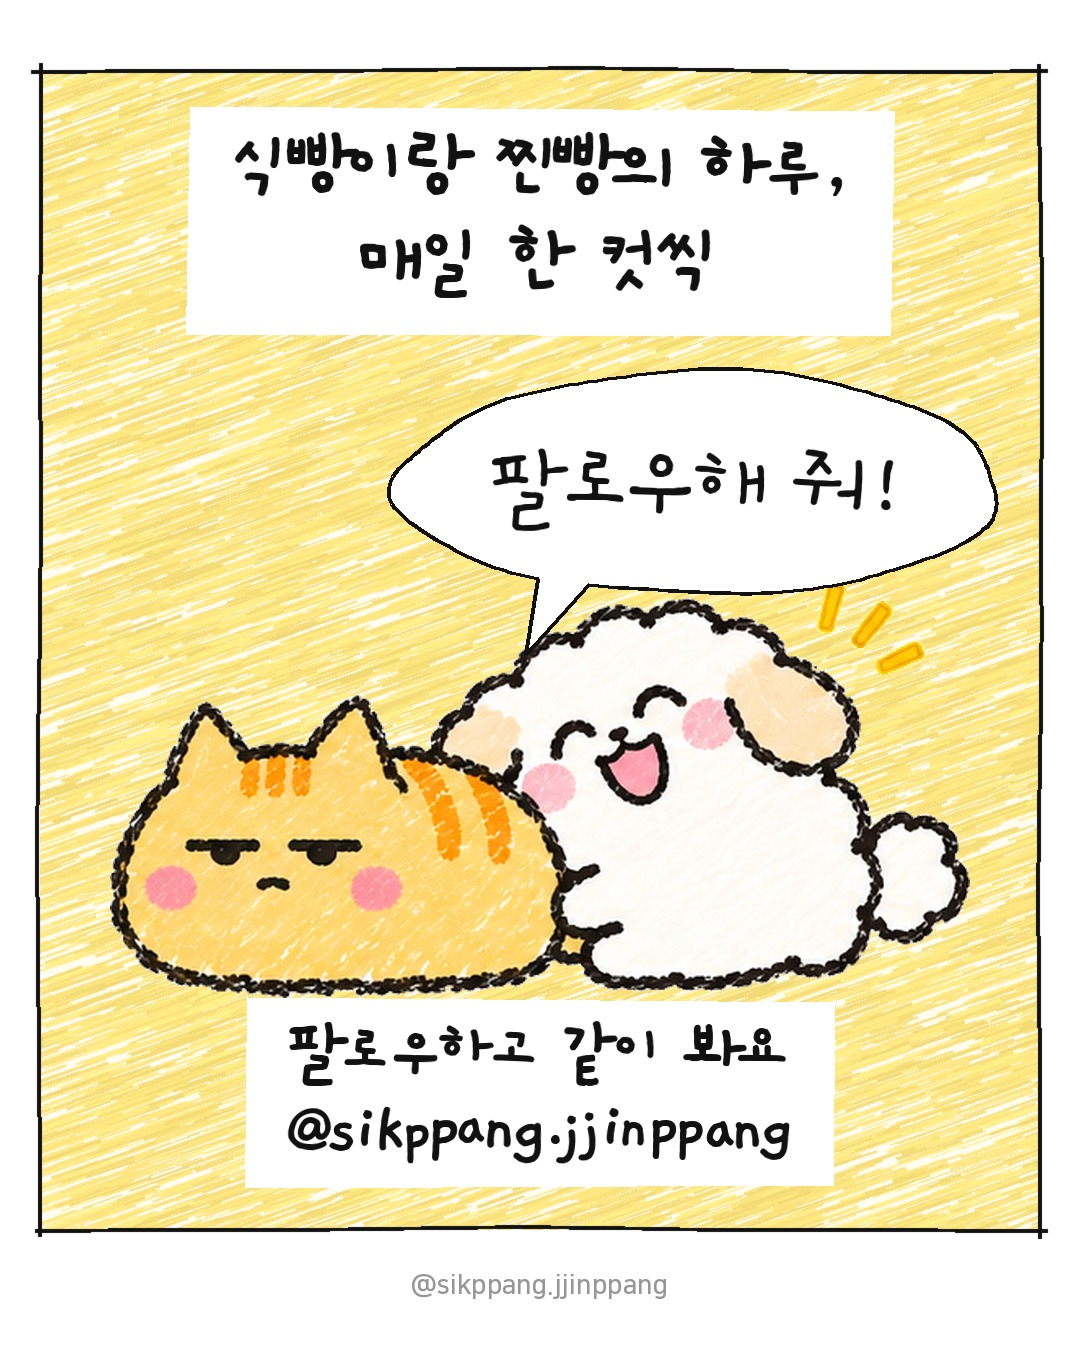 식빵이랑 찐빵의 하루,
매일 한 컷씩
팔로우해 줘!
팔로우하고 같이 봐요
@sikppang.jjinppang
@sikppang.jjinppang